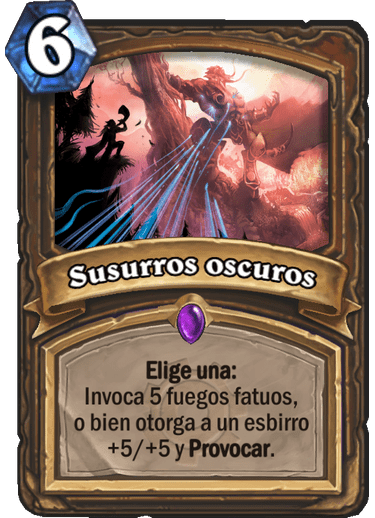 6
Susurros oscuros
Elige una:
Invoca 5 fuegos fatuos,
o bien otorga a un esbirro
+5/+5 y Provocar.